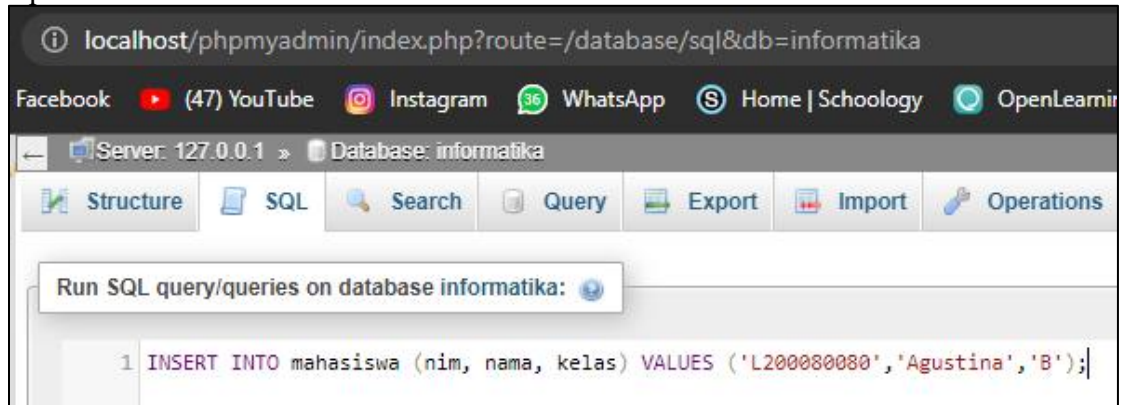 localhost/phpmyadmin/index.php?route=/database/sql&db=informatika
Facebook (47) YouTube Instagram 36 WhatsApp S Home | Schoology OpenLearnin
← Server: 127.0.0.1 » Database: informatika
Structure SQL Search Query Export Import Operations
Run SQL query/queries on database informatika:
1 INSERT INTO mahasiswa (nim, nama, kelas) VALUES ('L200080080','Agustina','B');